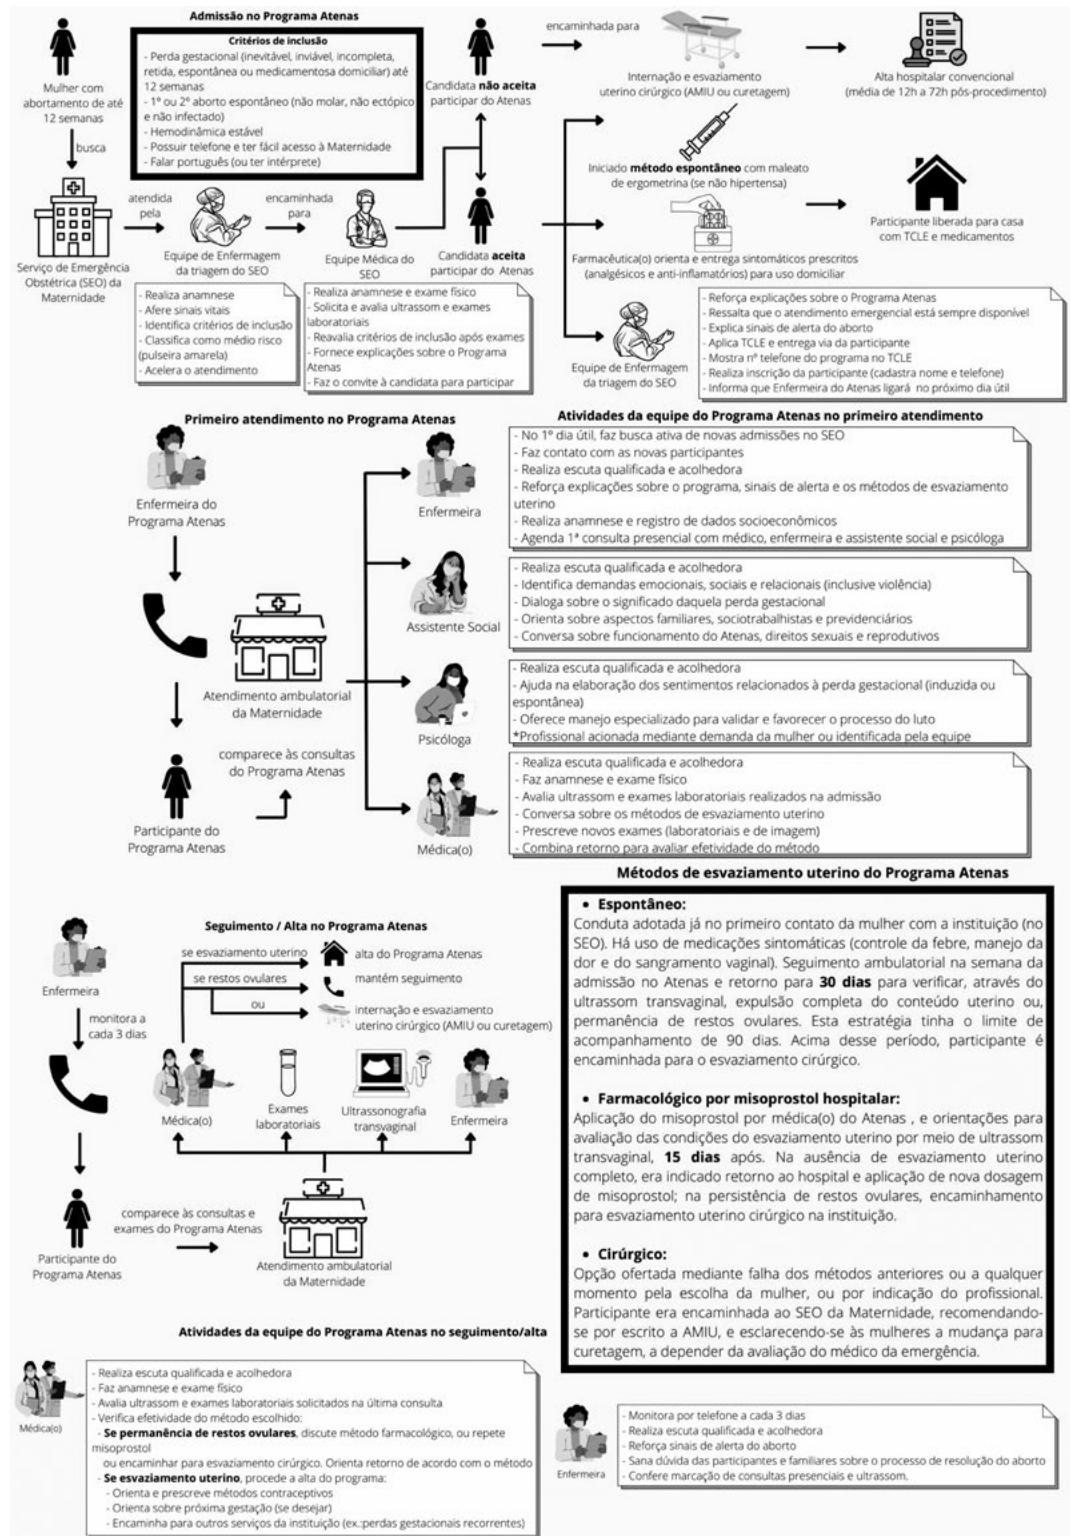 Admissão no Programa Atenas
Mulher com
abortamento de até
12 semanas
busca
Critérios de inclusão
- Perda gestacional (inevitável, inviável, incompleta,
retida, espontânea ou medicamentosa domiciliar) até
12 semanas
- 1º ou 2º aborto espontâneo (não molar, não ectópico
e não infectado)
- Hemodinâmica estável
- Possuir telefone e ter fácil acesso à Maternidade
- Falar português (ou ter intérprete)
Serviço de Emergência
Obstétrica (SEO) da
Maternidade
atendida
pela
Equipe de Enfermagem
da triagem do SEO
encaminhada
para
Equipe Médica do
SEO
- Realiza anamnese
- Afere sinais vitais
- Identifica critérios de inclusão
- Classifica como médio risco
(pulseira amarela)
- Acelera o atendimento
- Realiza anamnese e exame físico
- Solicita e avalia ultrassom e exames
laboratoriais
- Reavalia critérios de inclusão após exames
- Fornece explicações sobre o Programa
Atenas
- Faz o convite à candidata para participar
Candidata não aceita
participar do Atenas
Candidata aceita
participar do Atenas
encaminhada para
Internação e esvaziamento
uterino cirúrgico (AMIU ou curetagem)
Alta hospitalar convencional
(média de 12h a 72h pós-procedimento)
Iniciado método espontâneo com maleato
de ergometrina (se não hipertensa)
Farmacêutica(o) orienta e entrega sintomáticos prescritos
(analgésicos e anti-inflamatórios) para uso domiciliar
Participante liberada para casa
com TCLE e medicamentos
Equipe de Enfermagem
da triagem do SEO
- Reforça explicações sobre o Programa Atenas
- Ressalta que o atendimento emergencial está sempre disponível
- Explica sinais de alerta do aborto
- Aplica TCLE e entrega via da participante
- Mostra nº telefone do programa no TCLE
- Realiza inscrição da participante (cadastra nome e telefone)
- Informa que Enfermeira do Atenas ligará no próximo dia útil
Primeiro atendimento no Programa Atenas
Enfermeira do
Programa Atenas
Participante do
Programa Atenas
comparece às consultas
do Programa Atenas
Atendimento ambulatorial
da Maternidade
Atividades da equipe do Programa Atenas no primeiro atendimento
Enfermeira
- No 1º dia útil, faz busca ativa de novas admissões no SEO
- Faz contato com as novas participantes
- Realiza escuta qualificada e acolhedora
- Reforça explicações sobre o programa, sinais de alerta e os métodos de esvaziamento
uterino
- Realiza anamnese e registro de dados socioeconômicos
- Agenda 1ª consulta presencial com médico, enfermeira e assistente social e psicóloga
Assistente Social
- Realiza escuta qualificada e acolhedora
- Identifica demandas emocionais, sociais e relacionais (inclusive violência)
- Dialoga sobre o significado daquela perda gestacional
- Orienta sobre aspectos familiares, sociotrabalhistas e previdenciários
- Conversa sobre funcionamento do Atenas, direitos sexuais e reprodutivos
Psicóloga
- Realiza escuta qualificada e acolhedora
- Ajuda na elaboração dos sentimentos relacionados à perda gestacional (induzida ou
espontânea)
- Oferece manejo especializado para validar e favorecer o processo do luto
*Profissional acionada mediante demanda da mulher ou identificada pela equipe
Médica(o)
- Realiza escuta qualificada e acolhedora
- Faz anamnese e exame físico
- Avalia ultrassom e exames laboratoriais realizados na admissão
- Conversa sobre os métodos de esvaziamento uterino
- Prescreve novos exames (laboratoriais e de imagem)
- Combina retorno para avaliar efetividade do método
Seguimento / Alta no Programa Atenas
Enfermeira
monitora a
cada 3 dias
Participante do
Programa Atenas
comparece às consultas e
exames do Programa Atenas
Atendimento ambulatorial
da Maternidade
Médica(o)
Exames
laboratoriais
Ultrassonografia
transvaginal
Enfermeira
se esvaziamento uterino
alta do Programa Atenas
se restos ovulares
mantém seguimento
ou
internação e esvaziamento
uterino cirúrgico (AMIU ou curetagem)
Métodos de esvaziamento uterino do Programa Atenas
• Espontâneo:
Conduta adotada já no primeiro contato da mulher com a instituição (no
SEO). Há uso de medicações sintomáticas (controle da febre, manejo da
dor e do sangramento vaginal). Seguimento ambulatorial na semana da
admissão no Atenas e retorno para 30 dias para verificar, através do
ultrassom transvaginal, expulsão completa do conteúdo uterino ou,
permanência de restos ovulares. Esta estratégia tinha o limite de
acompanhamento de 90 dias. Acima desse período, participante é
encaminhada para o esvaziamento cirúrgico.
• Farmacológico por misoprostol hospitalar:
Aplicação do misoprostol por médica(o) do Atenas , e orientações para
avaliação das condições do esvaziamento uterino por meio de ultrassom
transvaginal, 15 dias após. Na ausência de esvaziamento uterino
completo, era indicado retorno ao hospital e aplicação de nova dosagem
de misoprostol; na persistência de restos ovulares, encaminhamento
para esvaziamento uterino cirúrgico na instituição.
• Cirúrgico:
Opção ofertada mediante falha dos métodos anteriores ou a qualquer
momento pela escolha da mulher, ou por indicação do profissional.
Participante era encaminhada ao SEO da Maternidade, recomendando-
se por escrito a AMIU, e esclarecendo-se às mulheres a mudança para
curetagem, a depender da avaliação do médico da emergência.
Atividades da equipe do Programa Atenas no seguimento/alta
Médica(o)
- Realiza escuta qualificada e acolhedora
- Faz anamnese e exame físico
- Avalia ultrassom e exames laboratoriais solicitados na última consulta
- Verifica efetividade do método escolhido:
- Se permanência de restos ovulares, discute método farmacológico, ou repete
misoprostol
ou encaminhar para esvaziamento cirúrgico. Orienta retorno de acordo com o método
- Se esvaziamento uterino, procede a alta do programa:
- Orienta e prescreve métodos contraceptivos
- Orienta sobre próxima gestação (se desejar)
- Encaminha para outros serviços da instituição (ex.:perdas gestacionais recorrentes)
Enfermeira
- Monitora por telefone a cada 3 dias
- Realiza escuta qualificada e acolhedora
- Reforça sinais de alerta do aborto
- Sana dúvida das participantes e familiares sobre o processo de resolução do aborto
- Confere marcação de consultas presenciais e ultrassom.